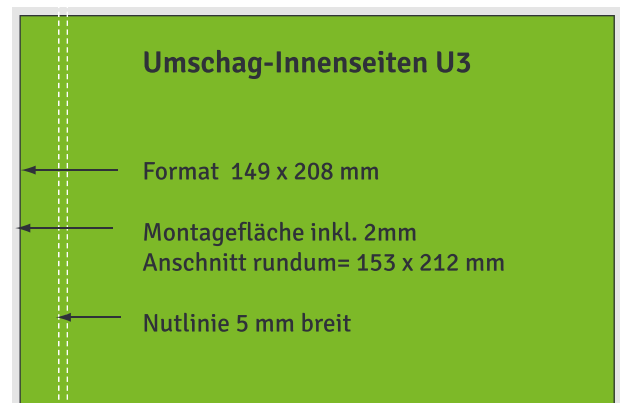 Umschag-Innenseiten U3
Format 149 x 208 mm
Montagefläche inkl. 2mm
Anschnitt rundum= 153 x 212 mm
Nutlinie 5 mm breit